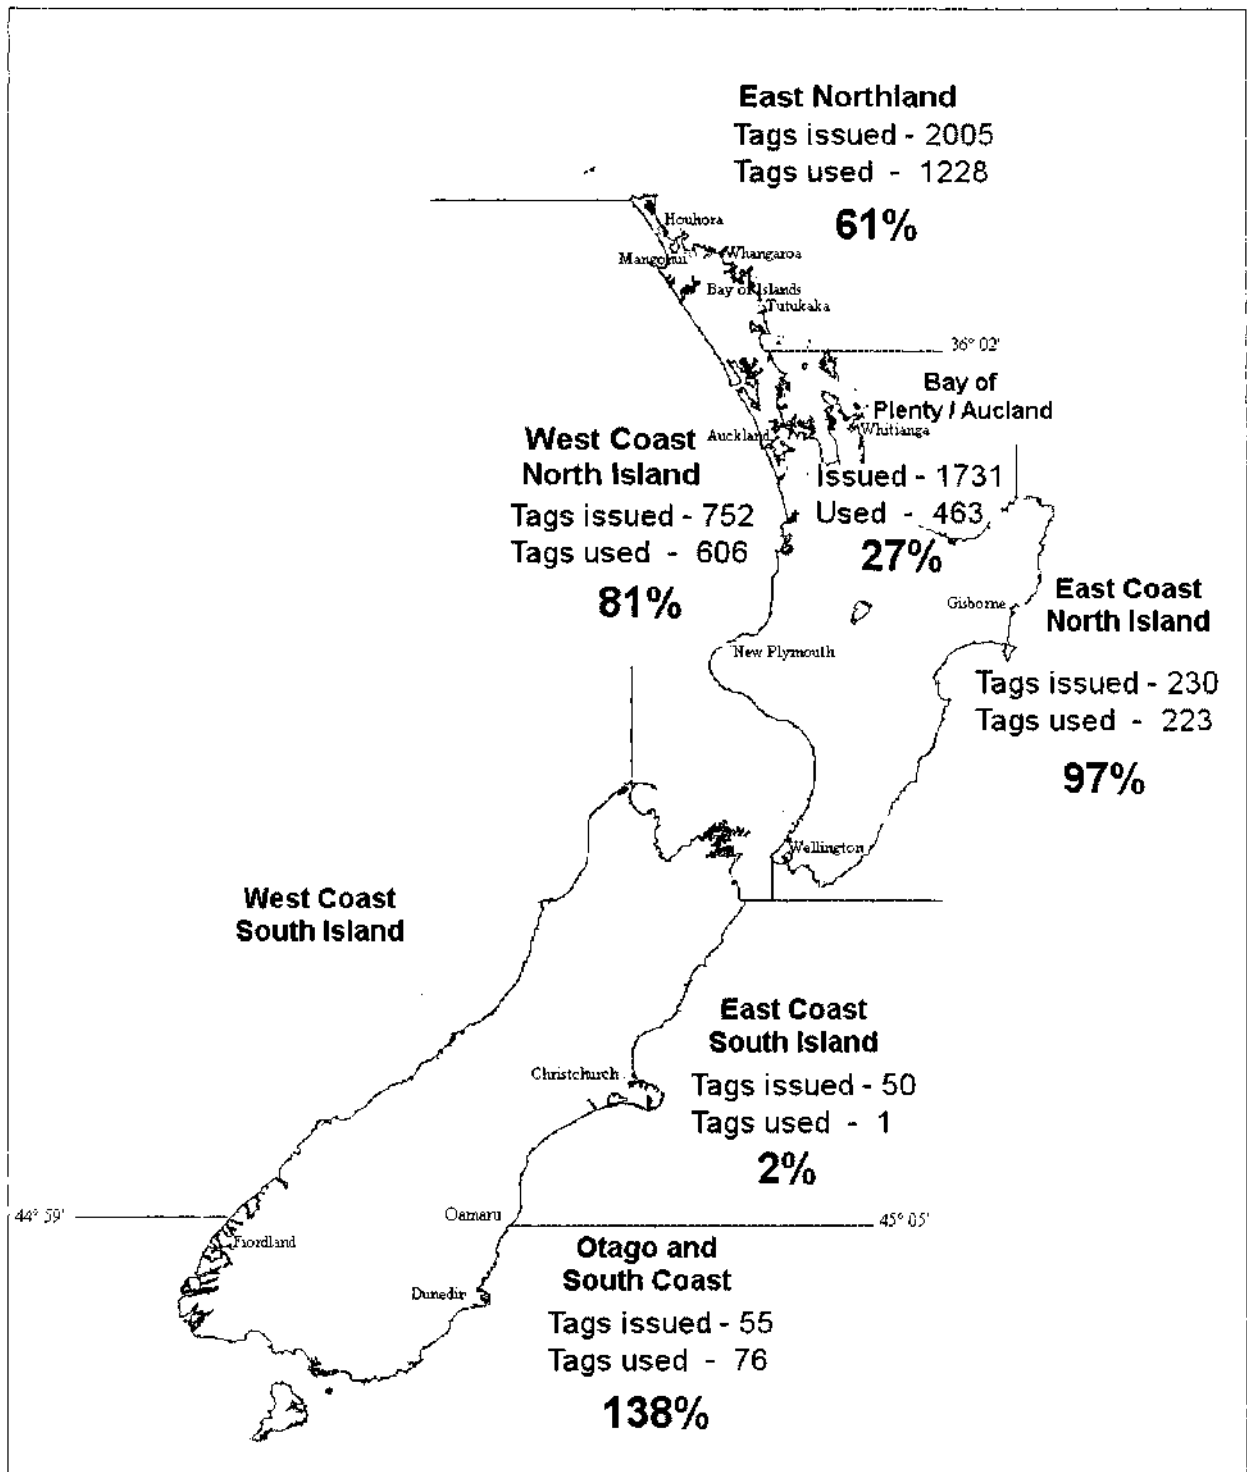 East Northland
Tags issued - 2005
Tags used - 1228
61%
Houhora
Mangonui
Whangaroa
Bay of Islands
Tutukaka
36° 02'
Bay of
Plenty / Aucland
Whitianga
Auckland
West Coast
North Island
Tags issued - 752
Tags used - 606
81%
Issued - 1731
Used - 463
27%
Gisborne
East Coast
North Island
Tags issued - 230
Tags used - 223
97%
New Plymouth
Wellington
West Coast
South Island
East Coast
South Island
Tags issued - 50
Tags used - 1
2%
Christchurch
44° 59'
Oamaru
45° 05'
Fiordland
Otago and
South Coast
Dunedin
Tags issued - 55
Tags used - 76
138%